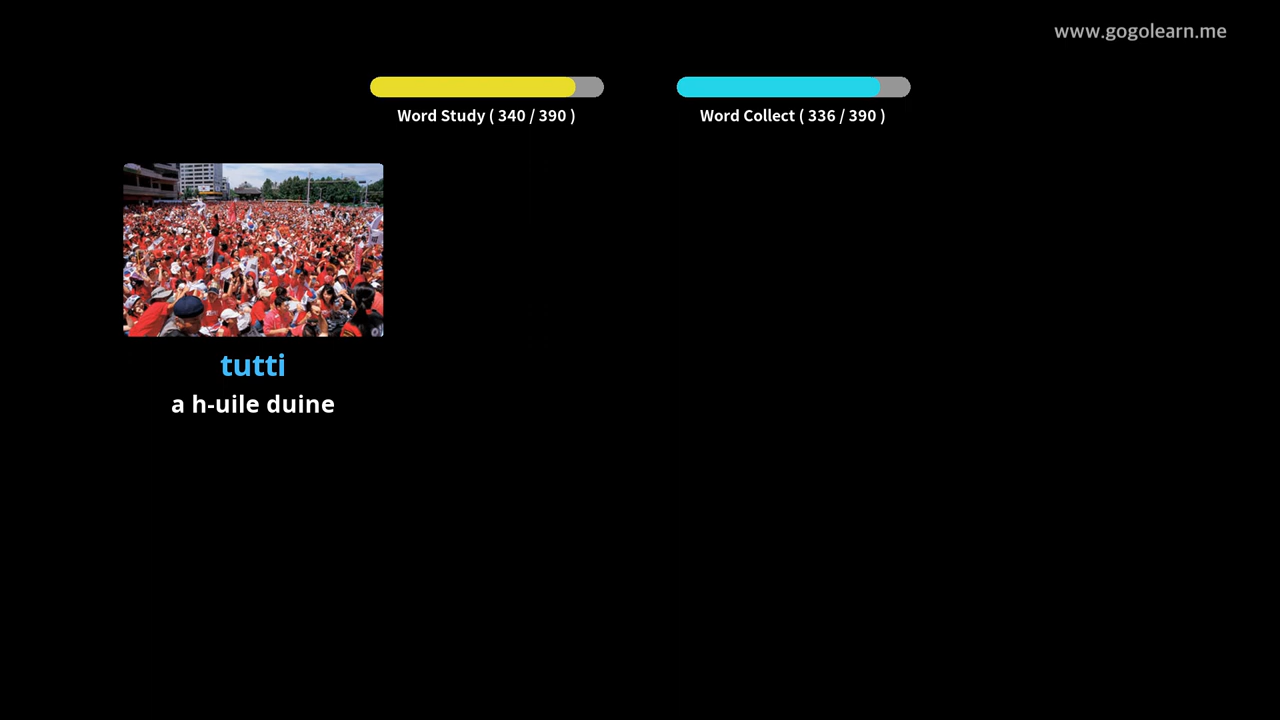 www.gogolearn.me
Word Study ( 340 / 390 )
Word Collect ( 336 / 390 )
tutti
a h-uile duine